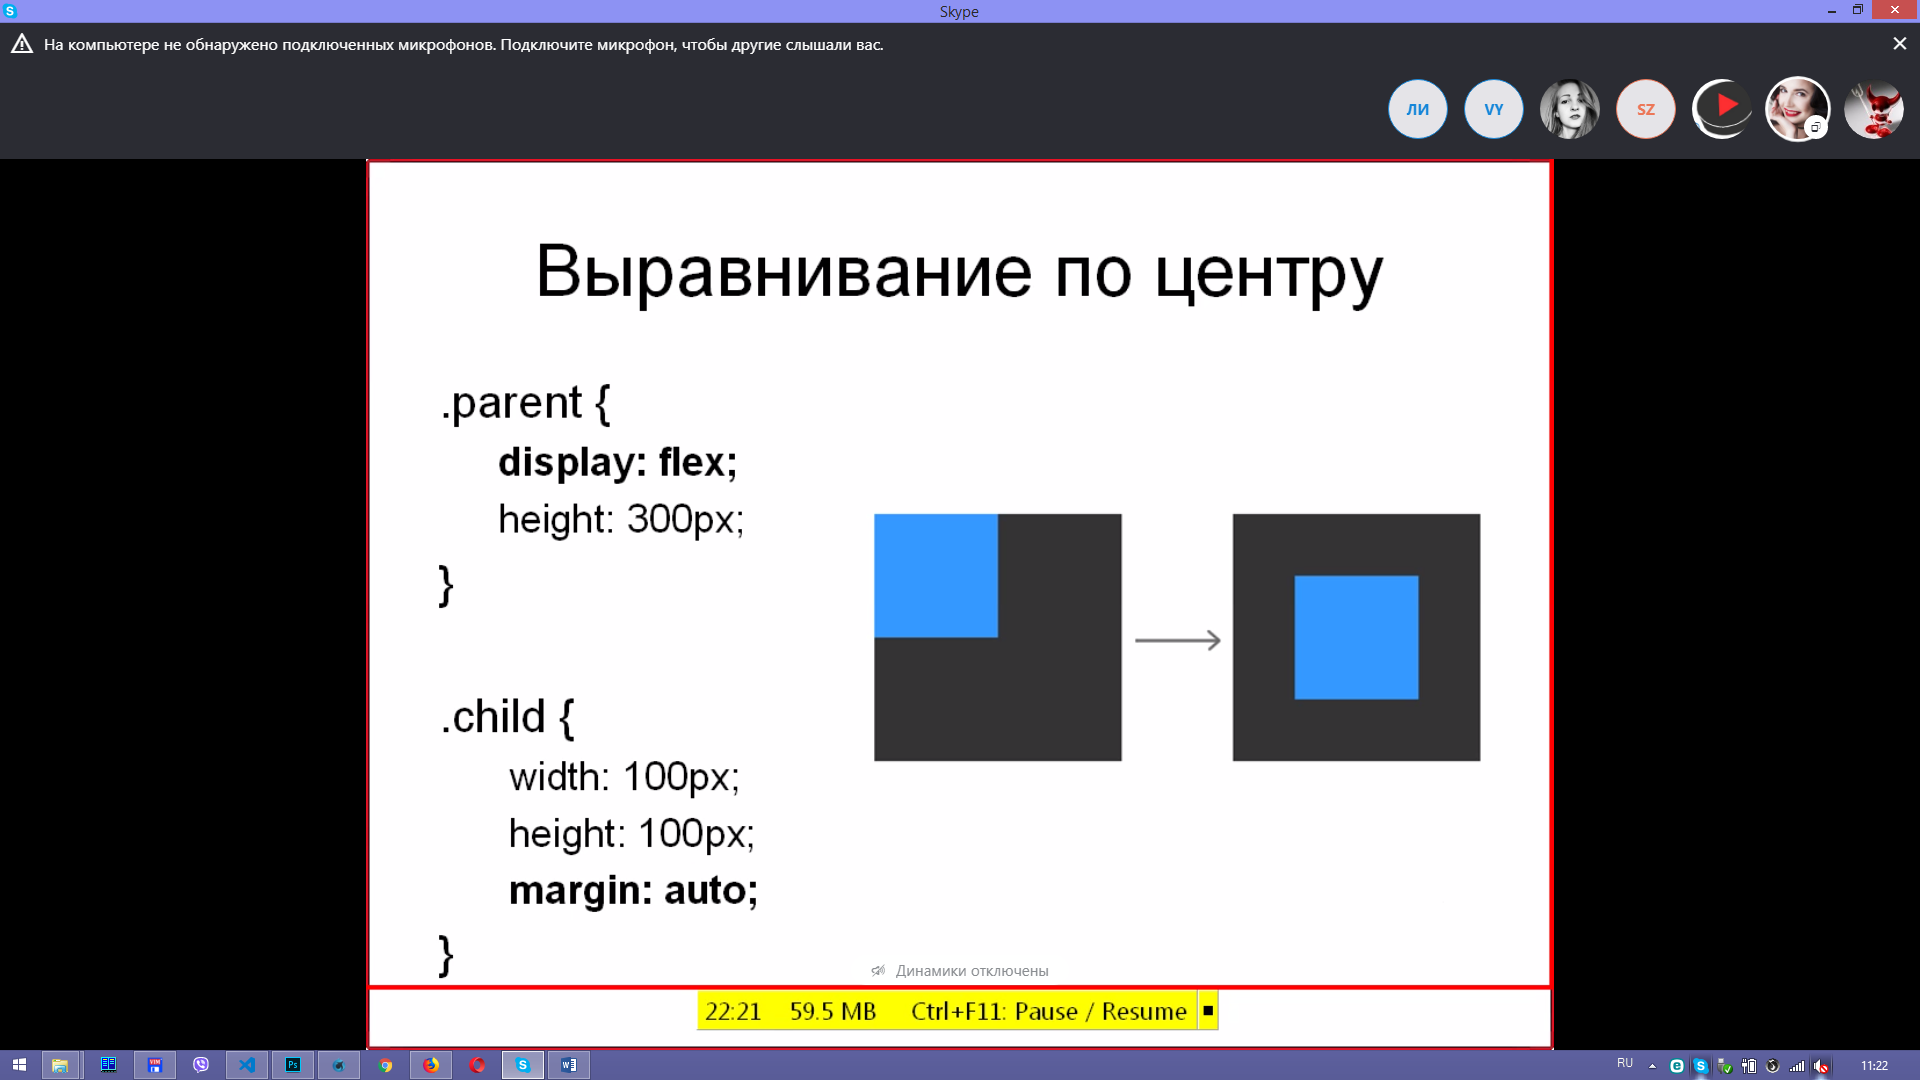 Skype
На компьютере не обнаружено подключенных микрофонов. Подключите микрофон, чтобы другие слышали вас.
ЛИ
VY
SZ
Выравнивание по центру
.parent {
display: flex;
height: 300px;
}
.child {
width: 100px;
height: 100px;
margin: auto;
}
Динамики отключены
22:21 59.5 MB Ctrl+F11: Pause / Resume
RU
11:22